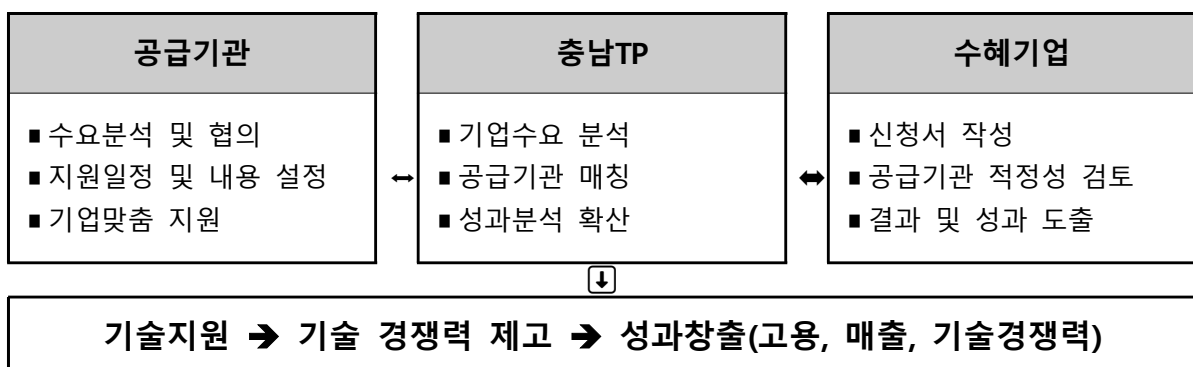 공급기관
■ 수요분석 및 협의
■ 지원일정 및 내용 설정
■ 기업맞춤 지원
↔
충남TP
■ 기업수요 분석
■ 공급기관 매칭
■ 성과분석 확산
⬌
수혜기업
■ 신청서 작성
■ 공급기관 적정성 검토
■ 결과 및 성과 도출
↓
기술지원 ➔ 기술 경쟁력 제고 ➔ 성과창출(고용, 매출, 기술경쟁력)